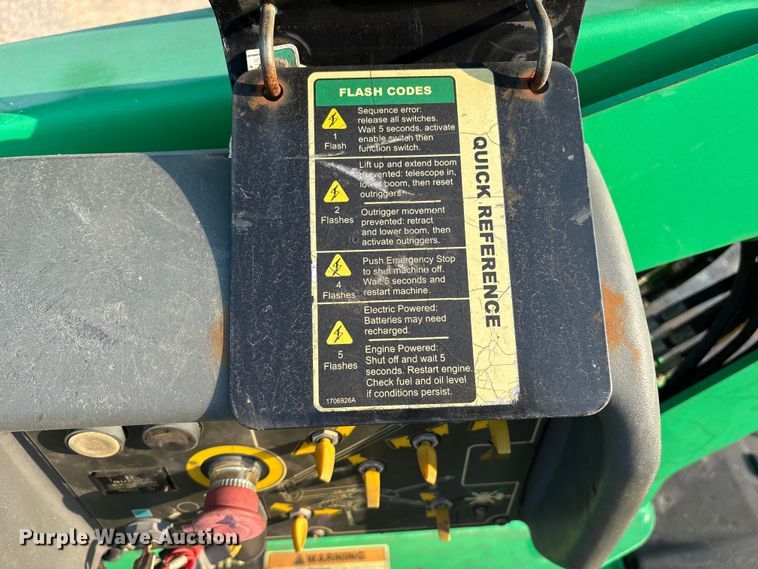 FLASH CODES
1
Flash
Sequence error:
release all switches.
Wait 5 seconds, activate
enable switch then
function switch.
2
Flashes
Lift up and extend boom
prevented: telescope in,
lower boom, then reset
outriggers.
Outrigger movement
prevented: retract
and lower boom, then
activate outriggers.
4
Flashes
Push Emergency Stop
to shut machine off.
Wait 5 seconds and
restart machine.
5
Flashes
Electric Powered:
Batteries may need
recharged.
Engine Powered:
Shut off and wait 5
seconds. Restart engine.
Check fuel and oil level
if conditions persist.
1706926A
QUICK REFERENCE
WARNING
Purple Wave Auction